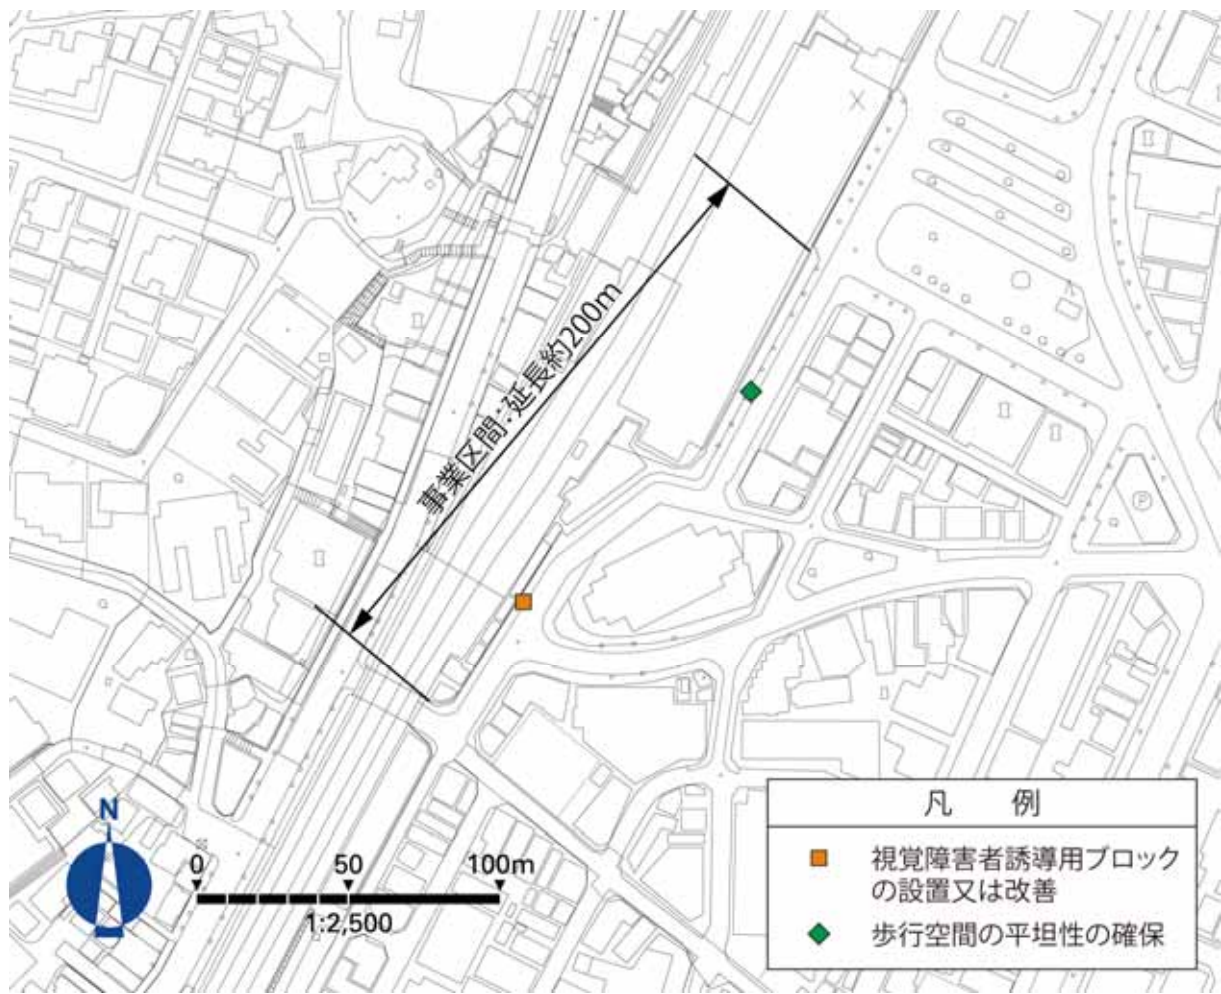 事業区間：延長約200m
P
N
0 50 100m
1:2,500
凡 例
視覚障害者誘導用ブロック
の設置又は改善
歩行空間の平坦性の確保